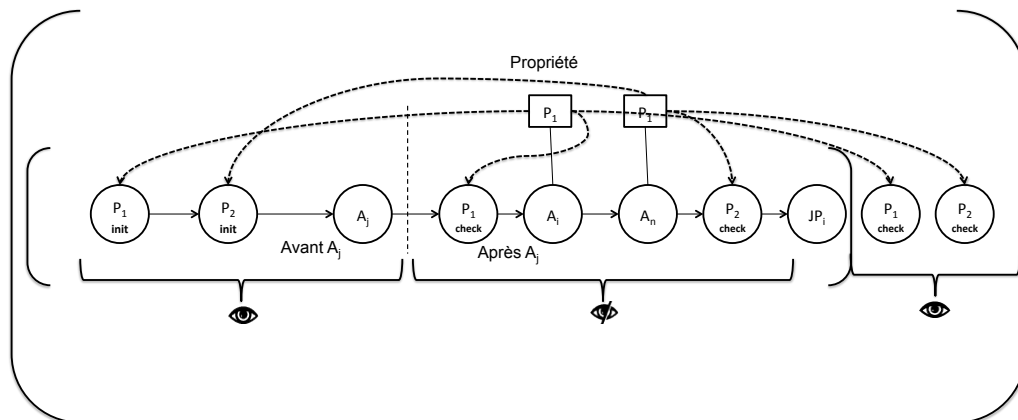 Propriété
P1
P1
P1
init
P2
init
Aj
P1
check
Ai
An
P2
check
JPi
P1
check
P2
check
Avant Aj
Après Aj